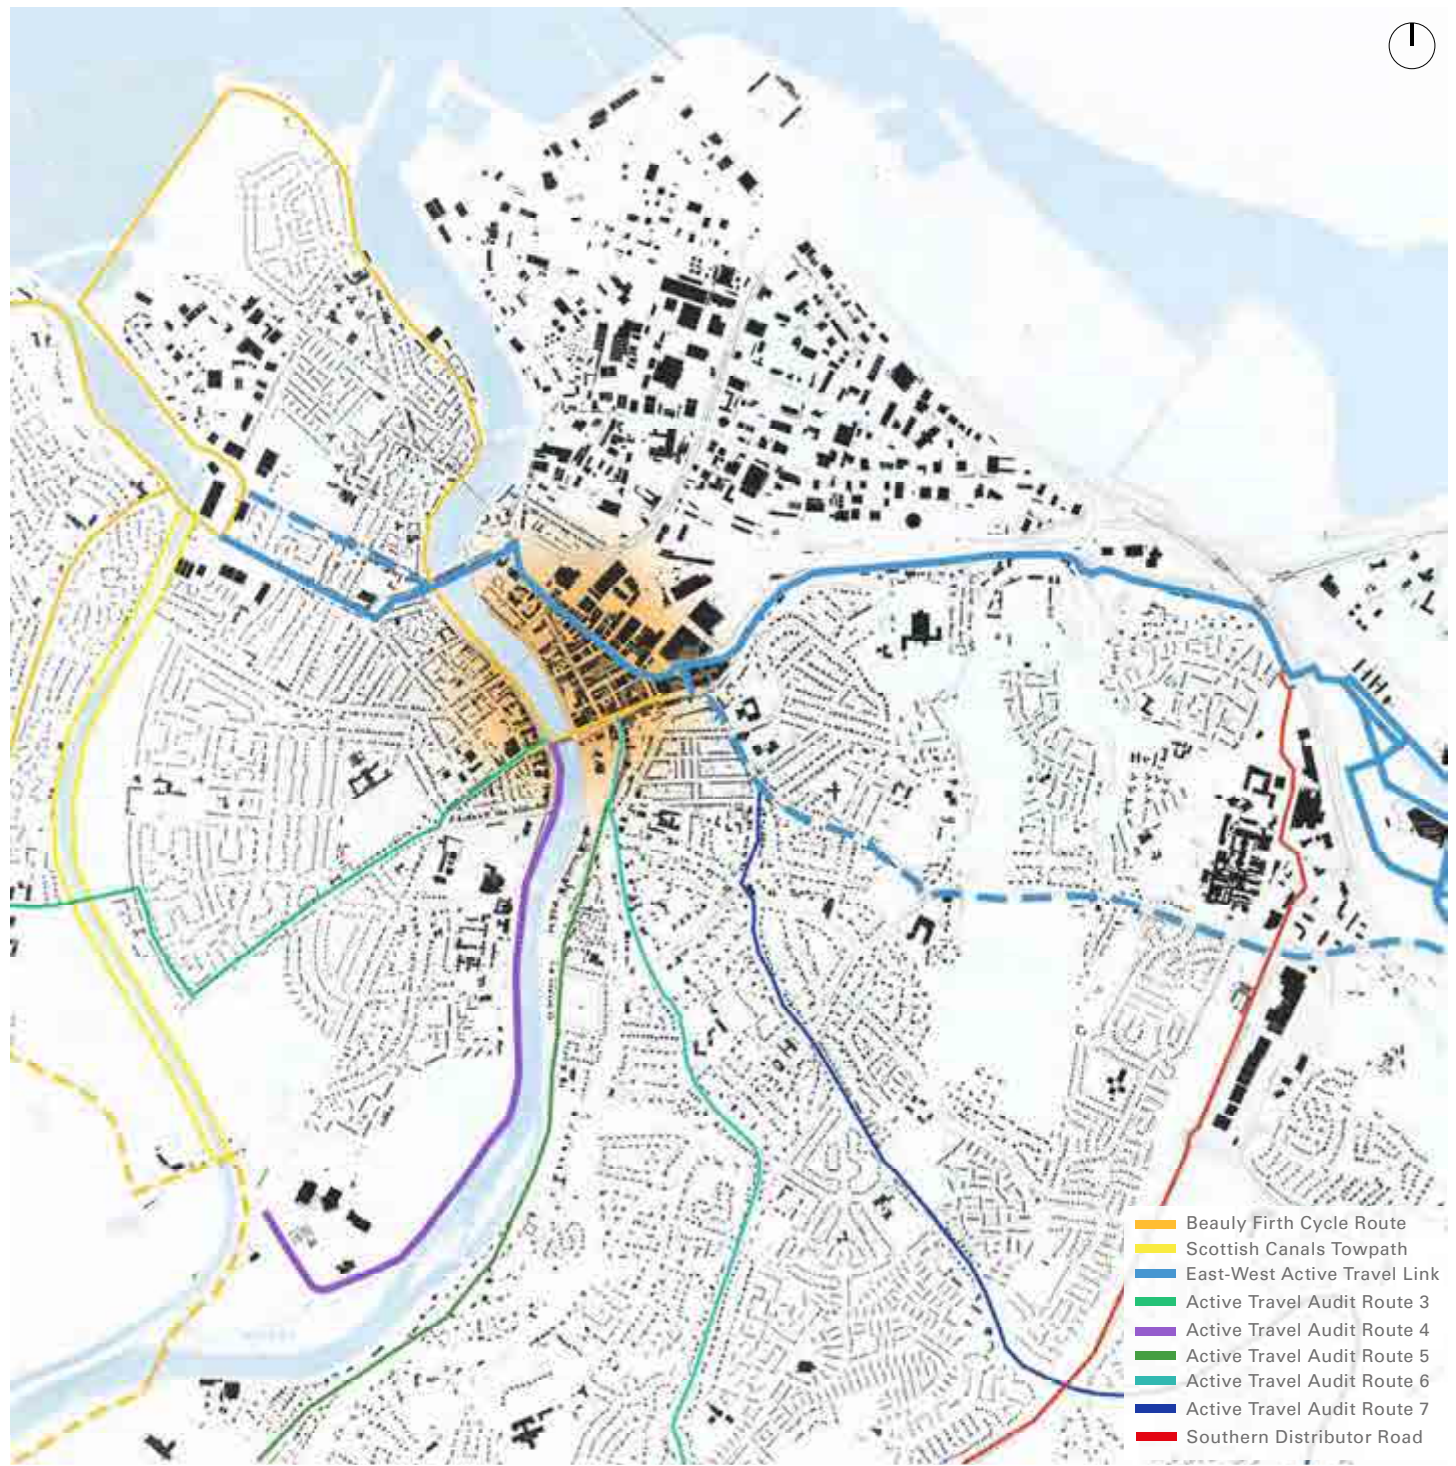 Beauly Firth Cycle Route
Scottish Canals Towpath
East-West Active Travel Link
Active Travel Audit Route 3
Active Travel Audit Route 4
Active Travel Audit Route 5
Active Travel Audit Route 6
Active Travel Audit Route 7
Southern Distributor Road